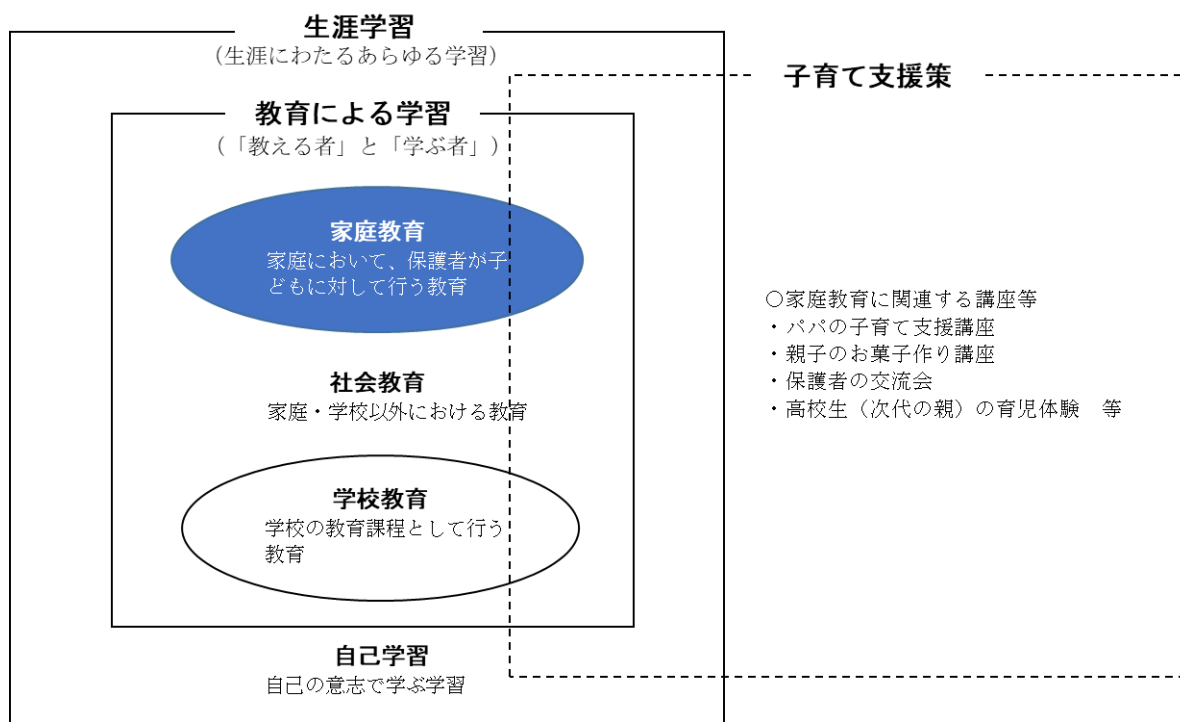 生涯学習
（生涯にわたるあらゆる学習）
子育て支援策
教育による学習
（「教える者」と「学ぶ者」）
家庭教育
家庭において、保護者が子
どもに対して行う教育
社会教育
家庭・学校以外における教育
学校教育
学校の教育課程として行う
教育
自己学習
自己の意志で学ぶ学習
〇家庭教育に関連する講座等
・パパの子育て支援講座
・親子のお菓子作り講座
・保護者の交流会
・高校生（次代の親）の育児体験　等